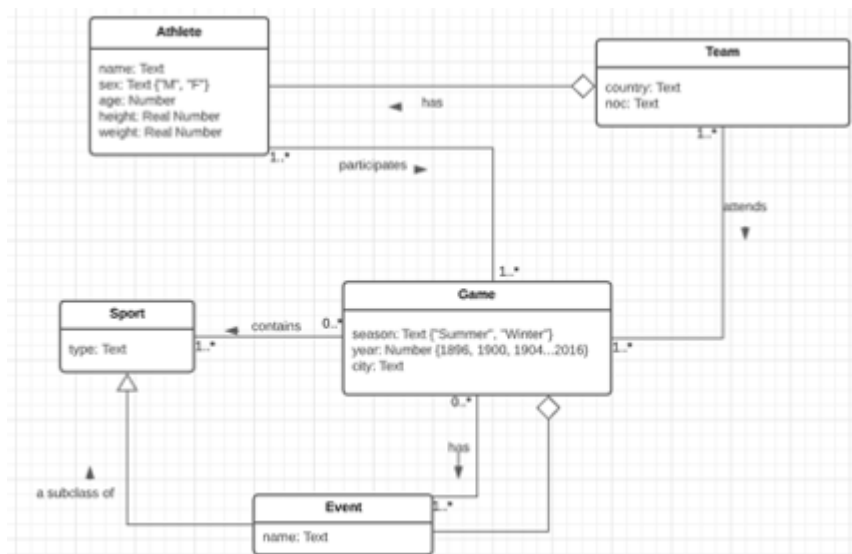 Athlete
name: Text
sex: Text {"M", "F"}
age: Number
height: Real Number
weight: Real Number
Team
country: Text
noc: Text
has
1..*
participates
1..*
attends
1..*
Game
season: Text {"Summer", "Winter"}
year: Number {1896, 1900, 1904...2016}
city: Text
Sport
type: Text
contains
0..*
1..*
1..*
0..*
has
a subclass of
Event
name: Text
1..*